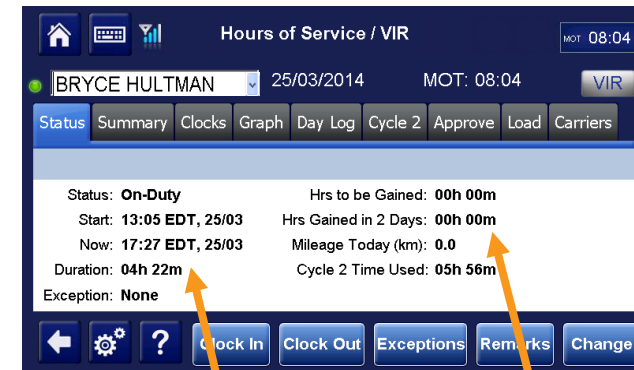 Hours of Service / VIR MOT 08:04
BRYCE HULTMAN 25/03/2014 MOT: 08:04 VIR
Status Summary Clocks Graph Day Log Cycle 2 Approve Load Carriers
Status: On-Duty Hrs to be Gained: 00h 00m
Start: 13:05 EDT, 25/03 Hrs Gained in 2 Days: 00h 00m
Now: 17:27 EDT, 25/03 Mileage Today (km): 0.0
Duration: 04h 22m Cycle 2 Time Used: 05h 56m
Exception: None
? Clock In Clock Out Exceptions Remarks Change